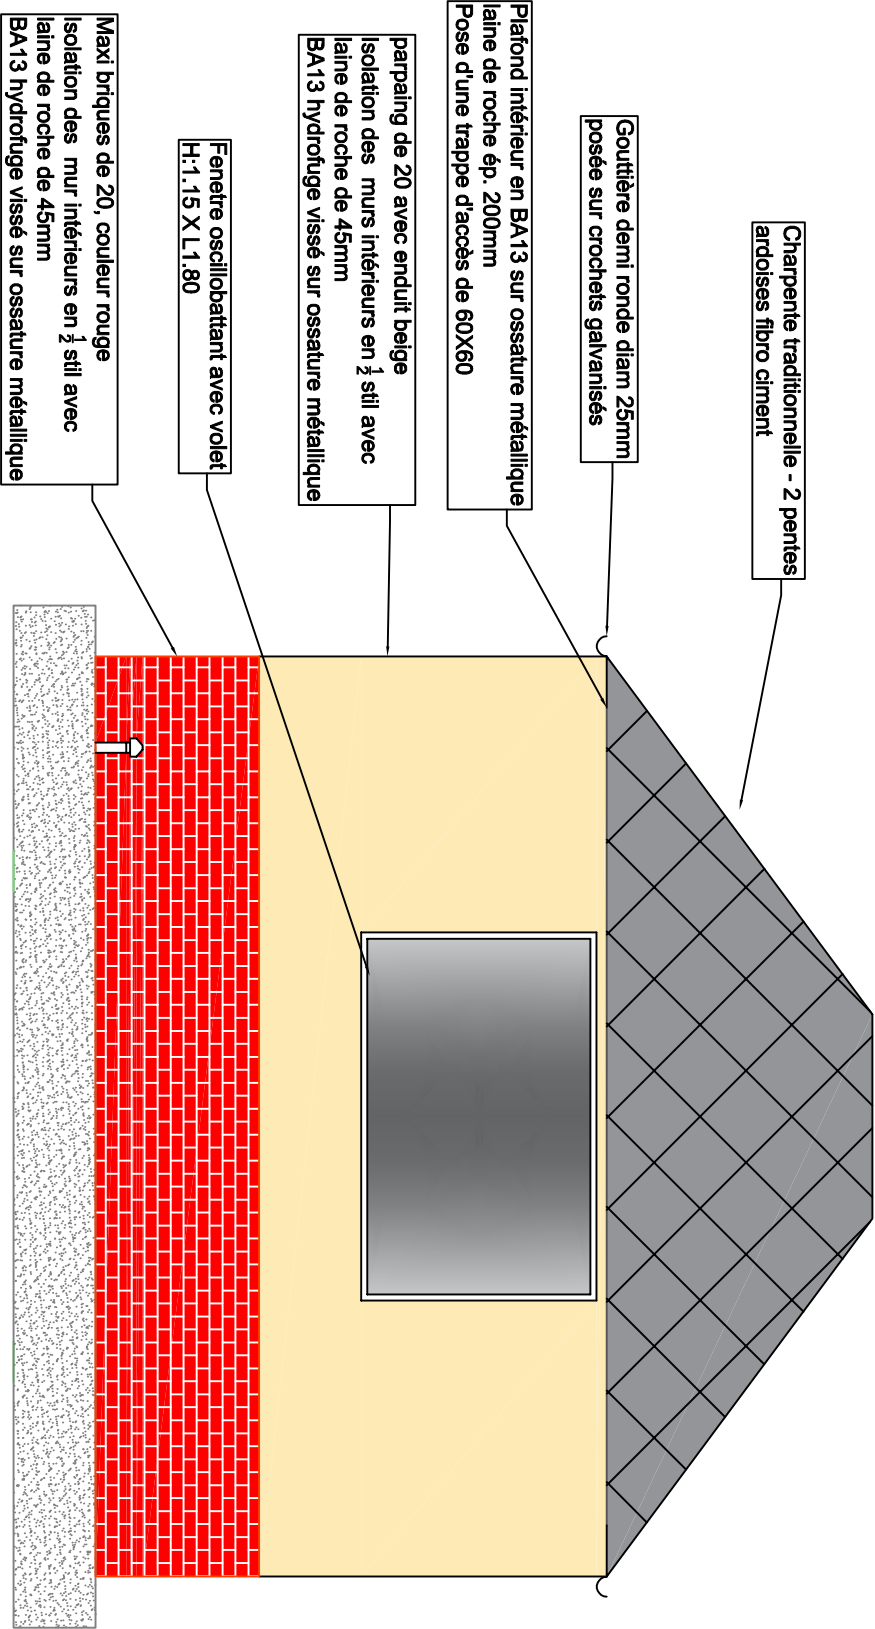 Charpente traditionnelle - 2 pentes
ardoises fibro ciment
Gouttière demi ronde diam 25mm
posée sur crochets galvanisés
Plafond intérieur en BA13 sur ossature métallique
laine de roche ép. 200mm
Pose d'une trappe d'accès de 60X60
parpaing de 20 avec enduit beige
Isolation des murs intérieurs en 1/2 stil avec
laine de roche de 45mm
BA13 hydrofuge vissé sur ossature métallique
Fenetre oscillobattant avec volet
H:1.15 X L1.80
Maxi briques de 20, couleur rouge
Isolation des mur intérieurs en 1/2 stil avec
laine de roche de 45mm
BA13 hydrofuge vissé sur ossature métallique